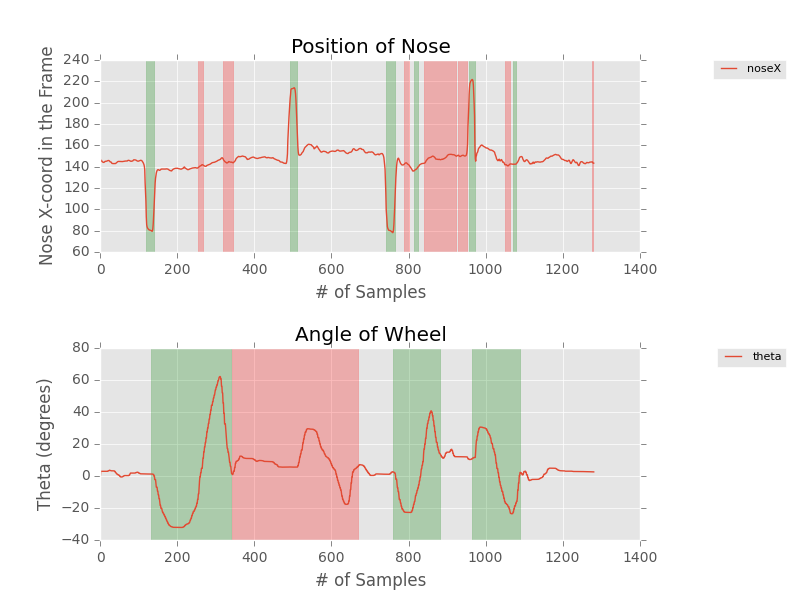 Position of Nose
Nose X-coord in the Frame
240
220
200
180
160
140
120
100
80
60
0 200 400 600 800 1000 1200 1400
# of Samples
noseX
Angle of Wheel
Theta (degrees)
80
60
40
20
0
−20
−40
0 200 400 600 800 1000 1200 1400
# of Samples
theta